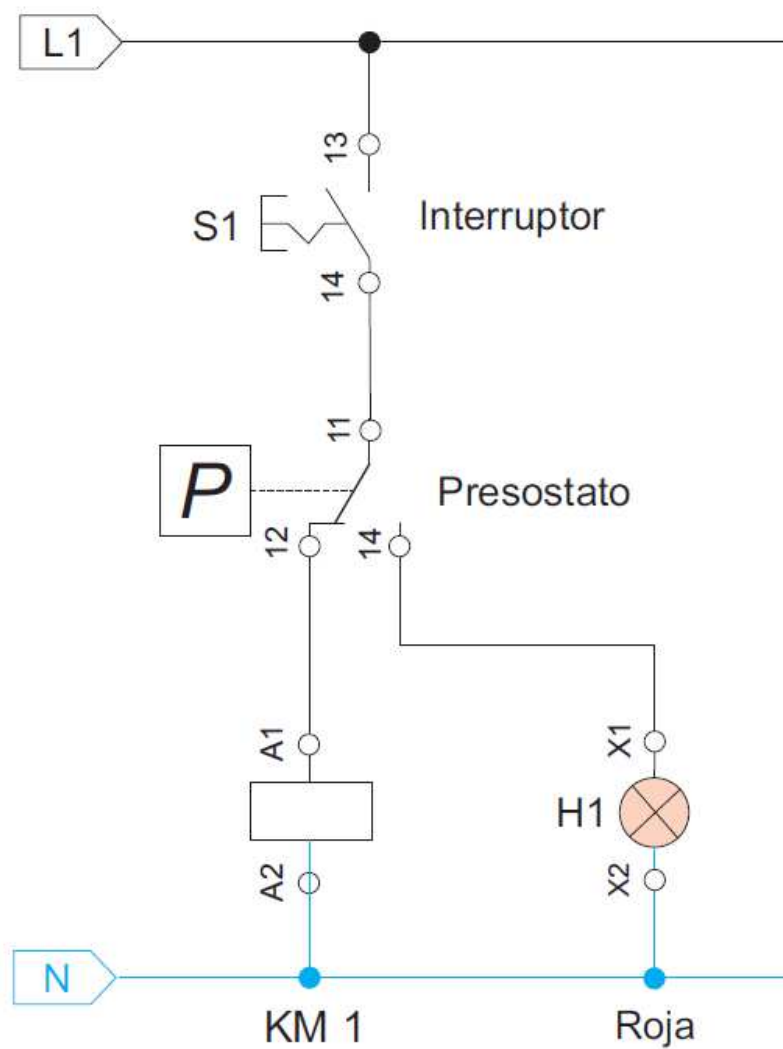 L1
13
S1
Interruptor
14
11
P
Presostato
12
14
A1
X1
H1
A2
X2
N
KM 1
Roja